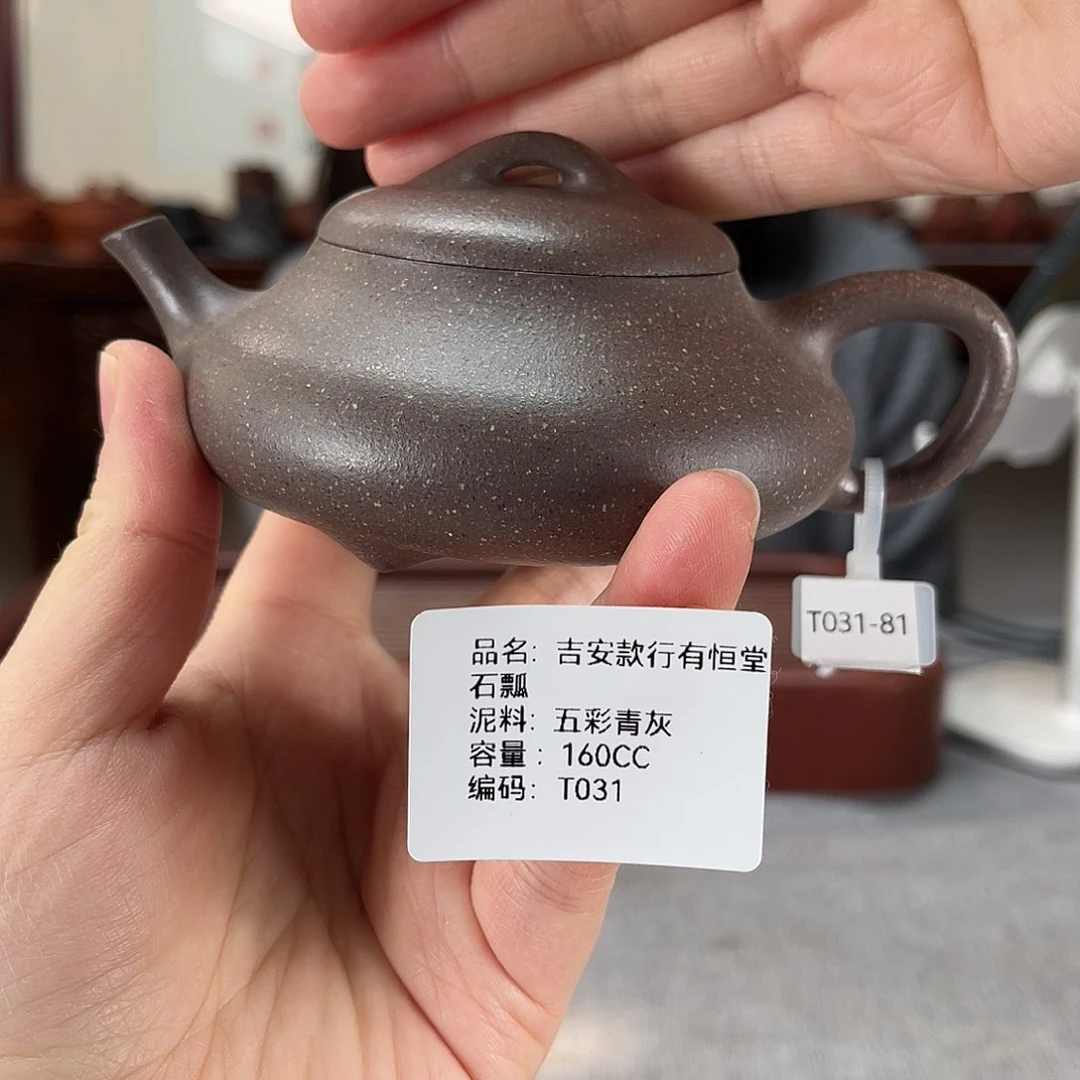 品名: 吉安款行有恒堂
石瓢
泥料: 五彩青灰
容量: 160CC
编码: T031
T031-81